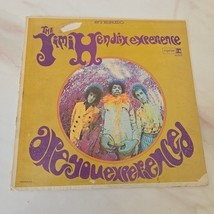 THE
Jimi Hendrix experience
are you experienced